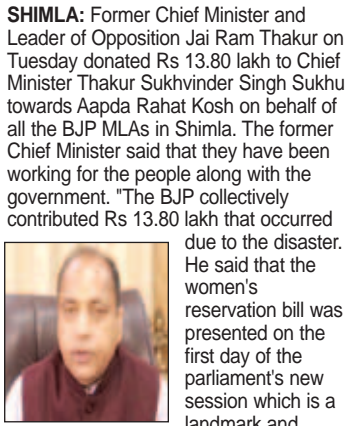 SHIMLA: Former Chief Minister and
Leader of Opposition Jai Ram Thakur on
Tuesday donated Rs 13.80 lakh to Chief
Minister Thakur Sukhvinder Singh Sukhu
towards Aapda Rahat Kosh on behalf of
all the BJP MLAs in Shimla. The former
Chief Minister said that they have been
working for the people along with the
government. "The BJP collectively
contributed Rs 13.80 lakh that occurred
due to the disaster.
He said that the
women's
reservation bill was
presented on the
first day of the
parliament's new
session which is a
landmark and